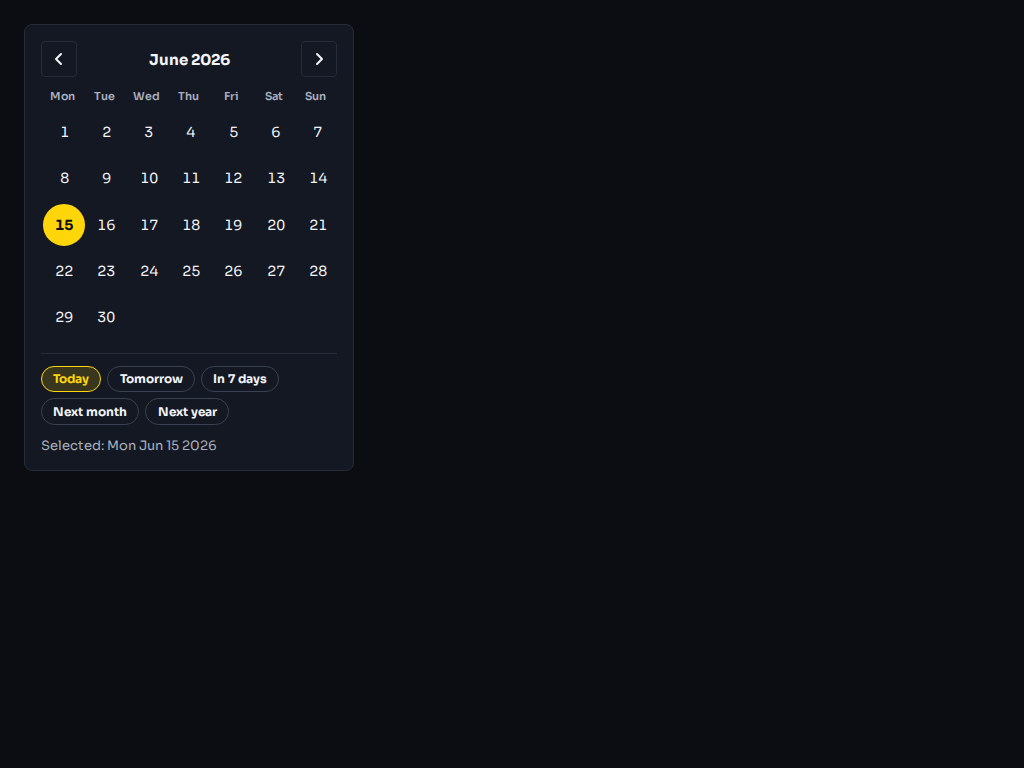 June 2026
Mon Tue Wed Thu Fri Sat Sun
1 2 3 4 5 6 7
8 9 10 11 12 13 14
15 16 17 18 19 20 21
22 23 24 25 26 27 28
29 30
Today Tomorrow In 7 days
Next month Next year
Selected: Mon Jun 15 2026